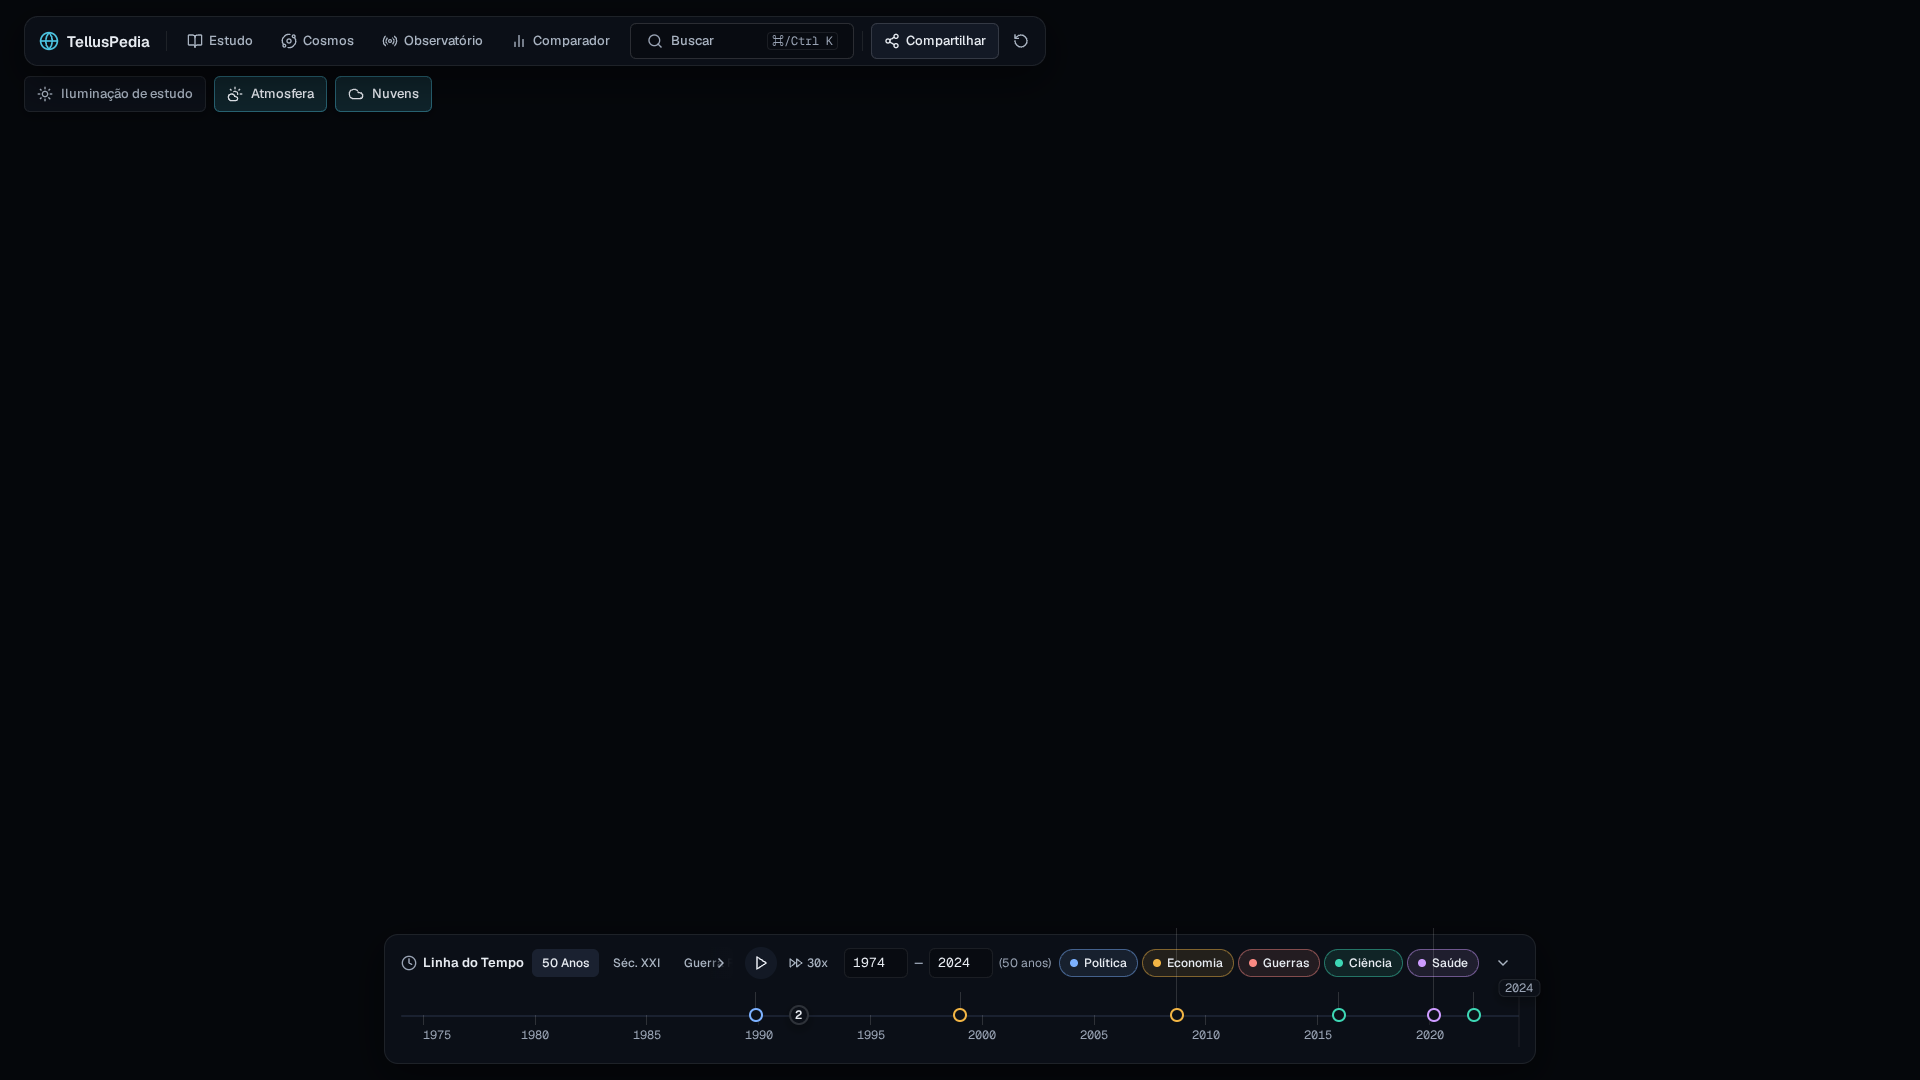 TellusPedia
Estudo
Cosmos
Observatório
Comparador
Buscar
⌘/Ctrl K
Compartilhar
Iluminação de estudo
Atmosfera
Nuvens
Linha do Tempo
50 Anos
Séc. XXI
Guerr
30x
1974
–
2024
(50 anos)
Política
Economia
Guerras
Ciência
Saúde
2024
2
1975
1980
1985
1990
1995
2000
2005
2010
2015
2020